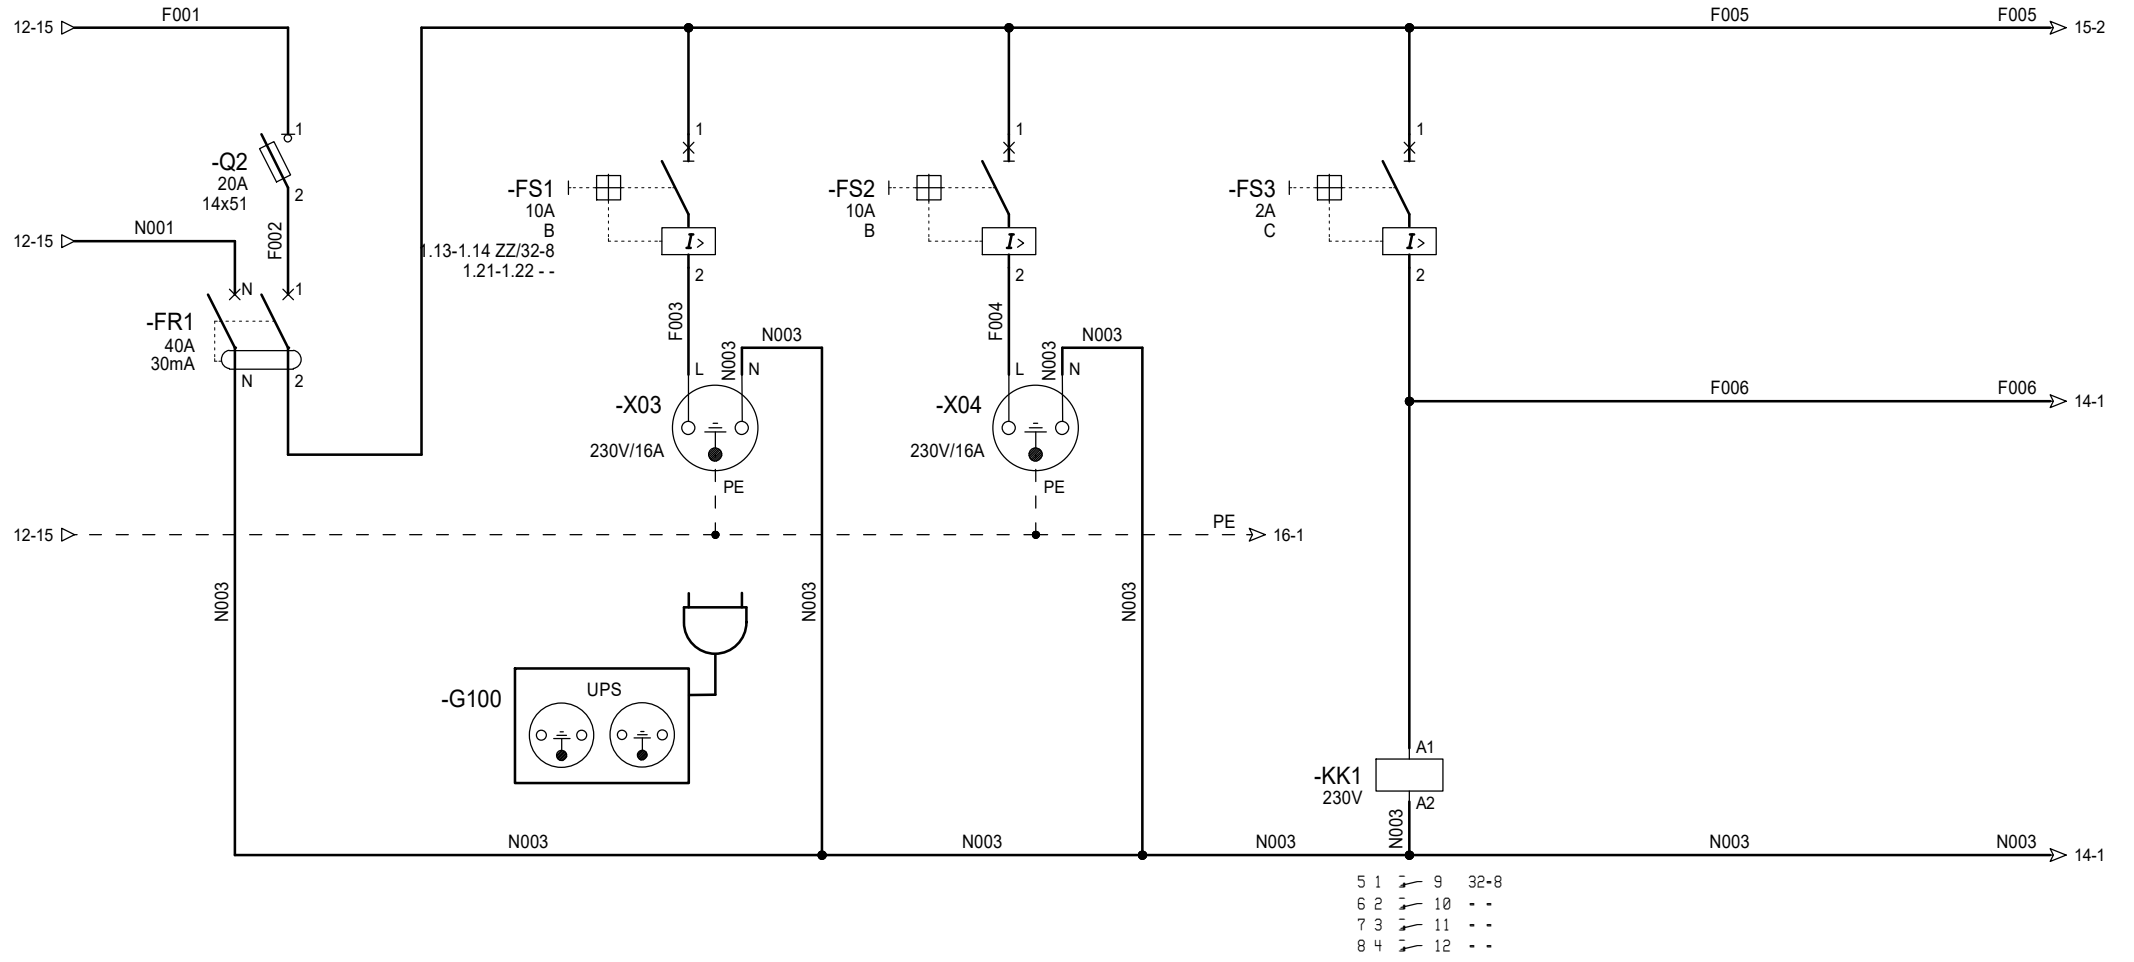 F001
F005
F005
12-15
15-2
1
1
1
1
-Q2
20A
14x51
2
-FS1
10A
B
1.13-1.14 ZZ/32-8
1.21-1.22 - -
I>
2
-FS2
10A
B
I>
2
-FS3
2A
C
I>
2
N001
12-15
F002
N
1
-FR1
40A
30mA
N
2
F003
N003
N003
L
N
-X03
230V/16A
PE
F004
N003
N003
L
N
-X04
230V/16A
PE
F006
F006
14-1
12-15
PE
16-1
N003
N003
N003
-G100
UPS
A1
-KK1
230V
A2
N003
N003
N003
N003
N003
N003
14-1
5 1 9 32-8
6 2 10 - -
7 3 11 - -
8 4 12 - -